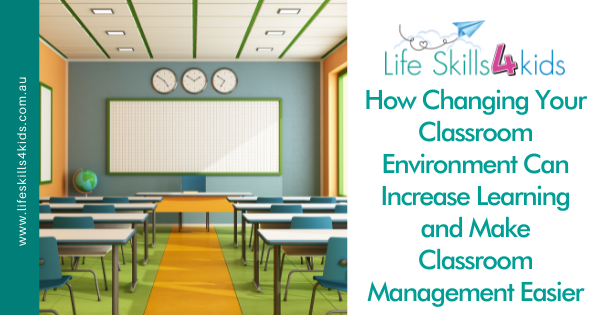 www.lifeskills4kids.com.au
Life Skills4kids
How Changing Your
Classroom
Environment Can
Increase Learning
and Make
Classroom
Management Easier